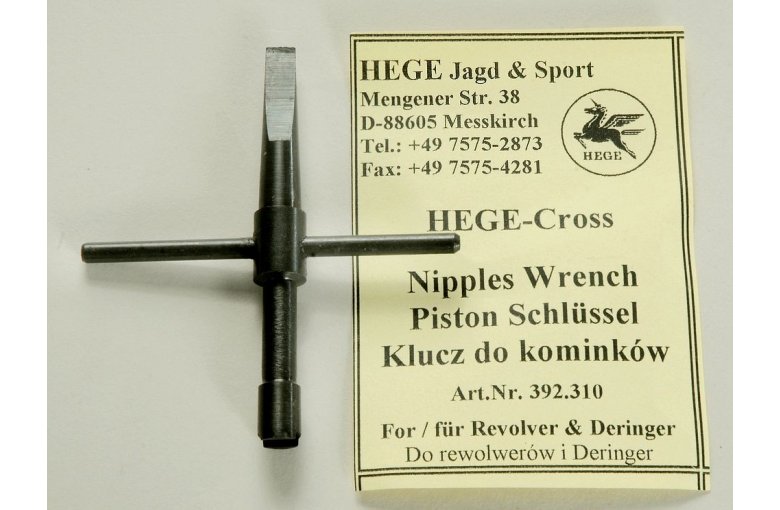 HEGE Jagd & Sport
Mengener Str. 38
D-88605 Messkirch
Tel.: +49 7575-2873
Fax: +49 7575-4281
HEGE
HEGE-Cross
Nipples Wrench
Piston Schlüssel
Klucz do kominków
Art.Nr. 392.310
For / für Revolver & Deringer
Do rewolwerów i Deringer